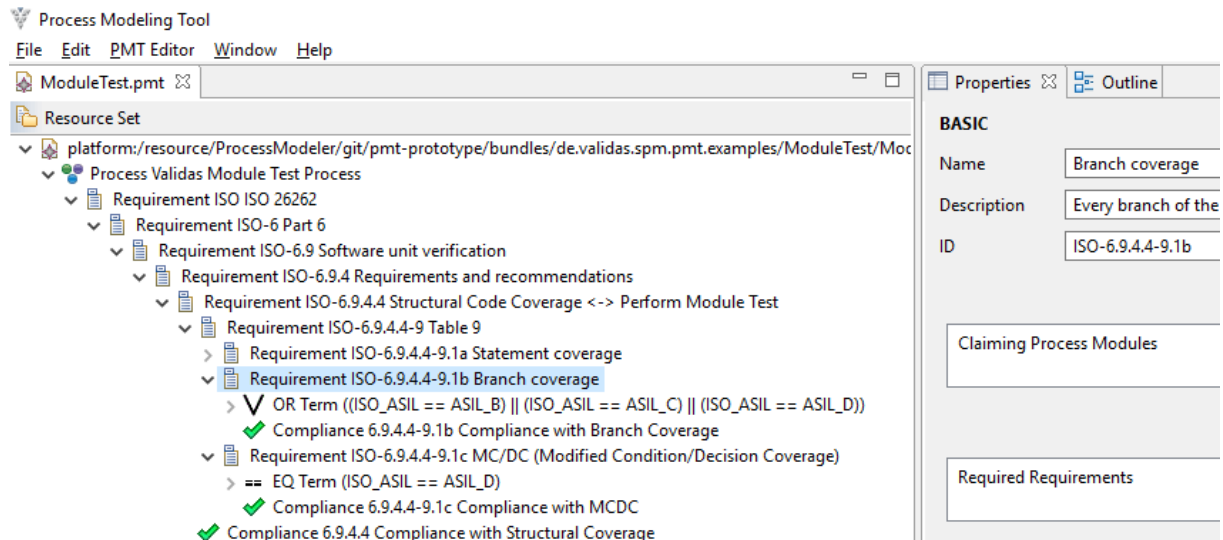 Process Modeling Tool
File Edit PMT Editor Window Help
ModuleTest.pmt
Resource Set
platform:/resource/ProcessModeler/git/pmt-prototype/bundles/de.validas.spm.pmt.examples/ModuleTest/Moc
Process Validas Module Test Process
Requirement ISO ISO 26262
Requirement ISO-6 Part 6
Requirement ISO-6.9 Software unit verification
Requirement ISO-6.9.4 Requirements and recommendations
Requirement ISO-6.9.4.4 Structural Code Coverage <-> Perform Module Test
Requirement ISO-6.9.4.4-9 Table 9
Requirement ISO-6.9.4.4-9.1a Statement coverage
Requirement ISO-6.9.4.4-9.1b Branch coverage
OR Term ((ISO_ASIL == ASIL_B) || (ISO_ASIL == ASIL_C) || (ISO_ASIL == ASIL_D))
Compliance 6.9.4.4-9.1b Compliance with Branch Coverage
Requirement ISO-6.9.4.4-9.1c MC/DC (Modified Condition/Decision Coverage)
== EQ Term (ISO_ASIL == ASIL_D)
Compliance 6.9.4.4-9.1c Compliance with MCDC
Compliance 6.9.4.4 Compliance with Structural Coverage
Properties Outline
BASIC
Name Branch coverage
Description Every branch of the
ID ISO-6.9.4.4-9.1b
Claiming Process Modules
Required Requirements